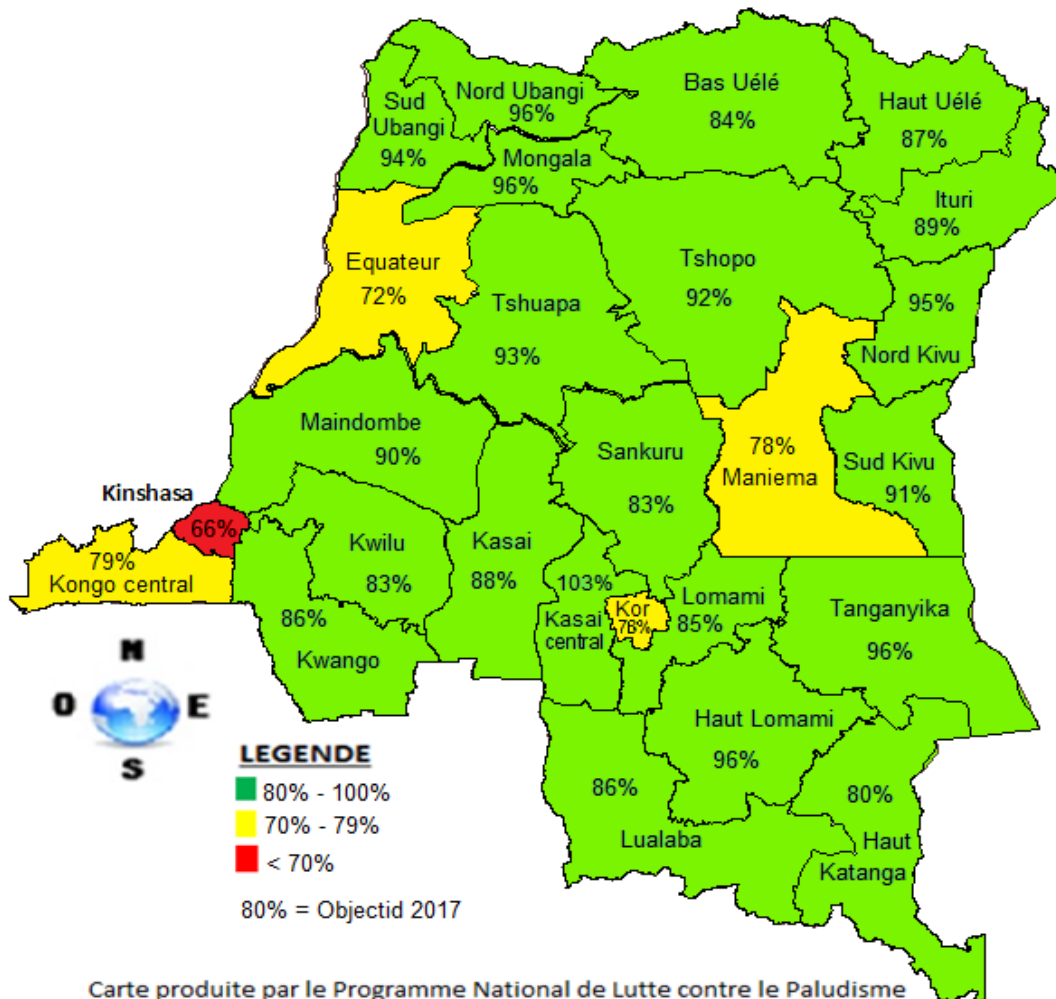 Nord Ubangi
96%
Bas Uélé
84%
Haut Uélé
87%
Sud
Ubangi
94%
Mongala
96%
Ituri
89%
Equateur
72%
Tshuapa
93%
Tshopo
92%
95%
Nord Kivu
Maindombe
90%
Sankuru
83%
78%
Maniema
Sud Kivu
91%
Kinshasa
66%
79%
Kongo central
Kwilu
83%
Kasai
88%
103%
Kasai
central
Kor
78%
Lomami
85%
Tanganyika
96%
86%
Kwango
Haut Lomami
96%
86%
Lualaba
80%
Haut
Katanga
N
O E
S
LEGENDE
80% - 100%
70% - 79%
< 70%
80% = Objectid 2017
Carte produite par le Programme National de Lutte contre le Paludisme